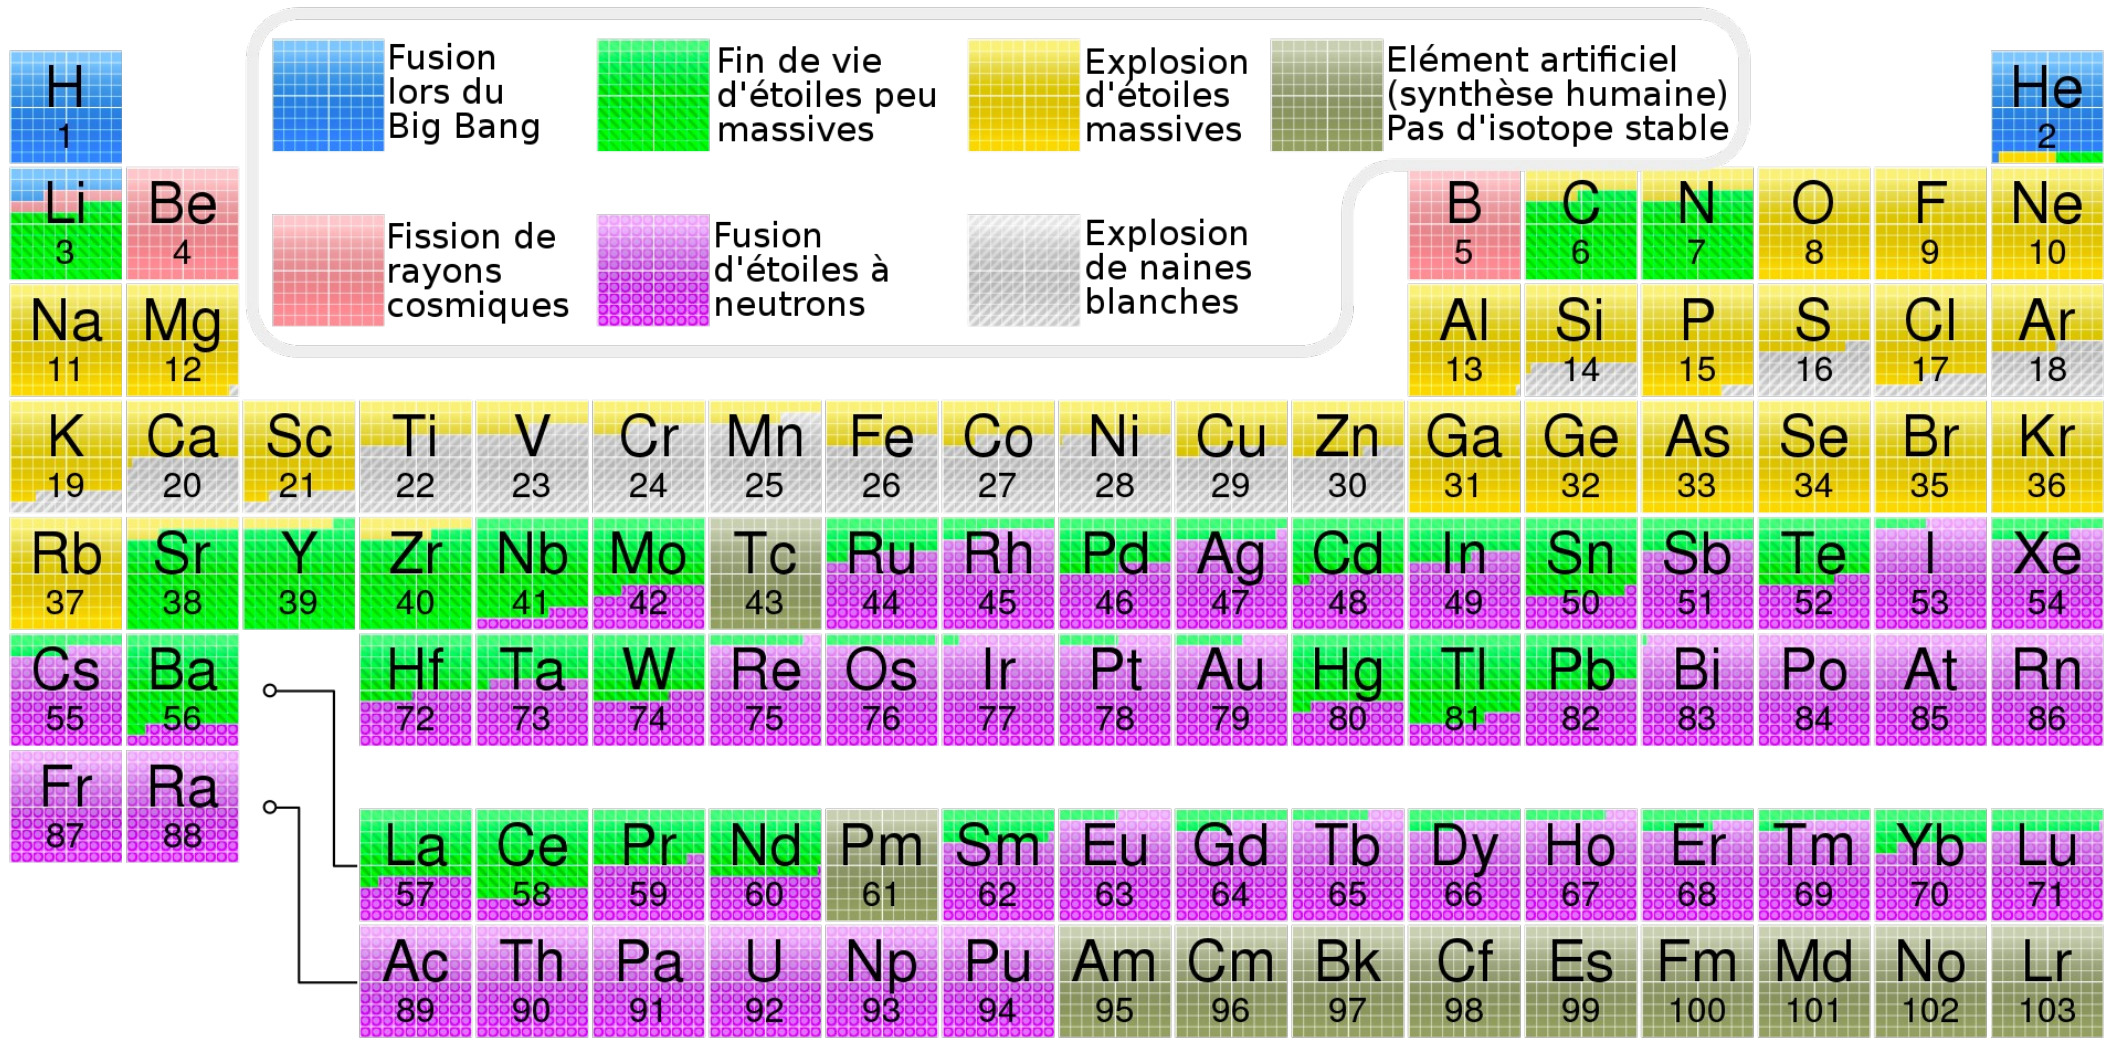 Fusion
lors du
Big Bang
Fin de vie
d'étoiles peu
massives
Explosion
d'étoiles
massives
Elément artificiel
(synthèse humaine)
Pas d'isotope stable
Fission de
rayons
cosmiques
Fusion
d'étoiles à
neutrons
Explosion
de naines
blanches
H He
1 2
Li Be B C N O F Ne
3 4 5 6 7 8 9 10
Na Mg Al Si P S Cl Ar
11 12 13 14 15 16 17 18
K Ca Sc Ti V Cr Mn Fe Co Ni Cu Zn Ga Ge As Se Br Kr
19 20 21 22 23 24 25 26 27 28 29 30 31 32 33 34 35 36
Rb Sr Y Zr Nb Mo Tc Ru Rh Pd Ag Cd In Sn Sb Te I Xe
37 38 39 40 41 42 43 44 45 46 47 48 49 50 51 52 53 54
Cs Ba Hf Ta W Re Os Ir Pt Au Hg Tl Pb Bi Po At Rn
55 56 72 73 74 75 76 77 78 79 80 81 82 83 84 85 86
Fr Ra
87 88
La Ce Pr Nd Pm Sm Eu Gd Tb Dy Ho Er Tm Yb Lu
57 58 59 60 61 62 63 64 65 66 67 68 69 70 71
Ac Th Pa U Np Pu Am Cm Bk Cf Es Fm Md No Lr
89 90 91 92 93 94 95 96 97 98 99 100 101 102 103